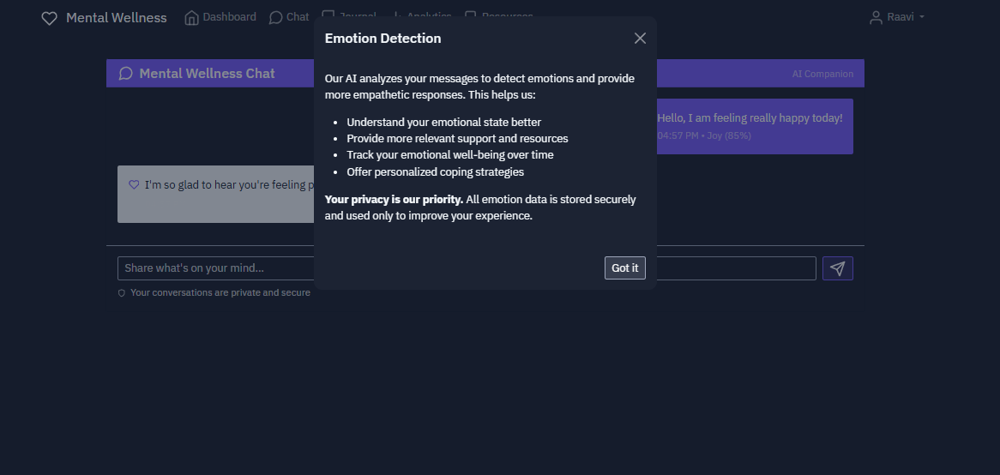 Mental Wellness Dashboard Chat Journal Analytics Resources Raavi
Emotion Detection
Mental Wellness Chat
AI Companion
Our AI analyzes your messages to detect emotions and provide
more empathetic responses. This helps us:
Hello, I am feeling really happy today!
04:57 PM • Joy (85%)
• Understand your emotional state better
• Provide more relevant support and resources
• Track your emotional well-being over time
• Offer personalized coping strategies
I'm so glad to hear you're feeling
Your privacy is our priority. All emotion data is stored securely
and used only to improve your experience.
Got it
Share what's on your mind...
Your conversations are private and secure